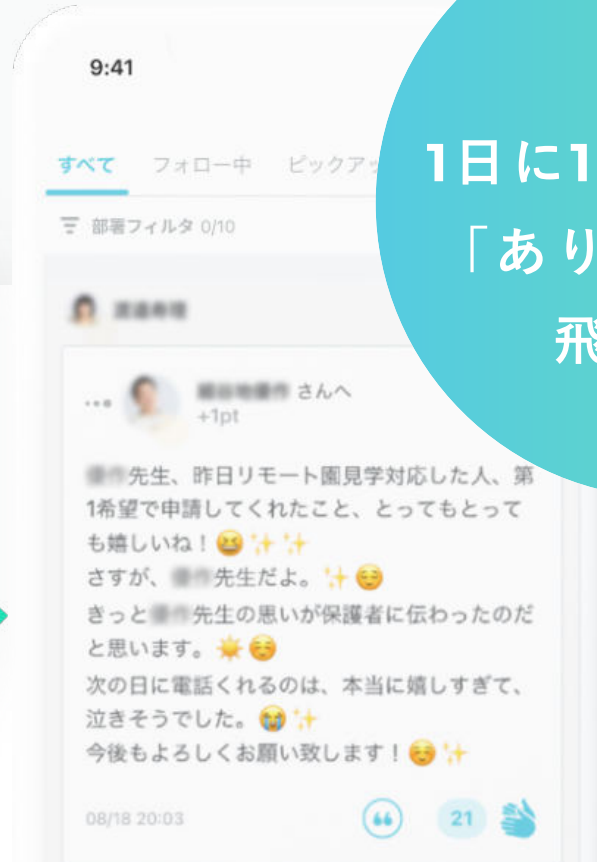 9:41
すべて フォロー中 ピックアッ
部署フィルタ 0/10
1日に1
「あり
飛
さんへ
+1pt
先生、昨日リモート園見学対応した人、第
1希望で申請してくれたこと、とってもとって
も嬉しいね！😆✨✨
さすが、先生だよ。✨☺️
きっと先生の思いが保護者に伝わったのだ
と思います。☀️☺️
次の日に電話くれるのは、本当に嬉しすぎて、
泣きそうでした。😭✨
今後もよろしくお願い致します！☺️✨
08/18 20:03 21